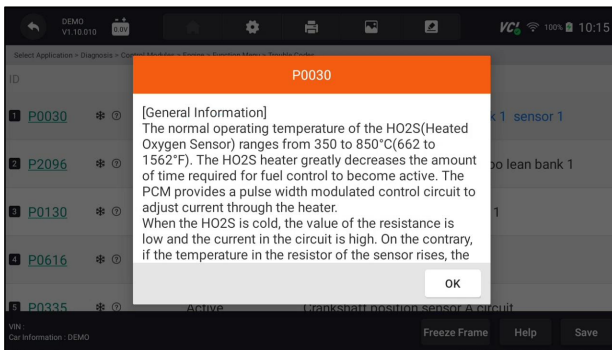 DEMO
V1.10.010
0.0V
VCI
100%
10:15
Select Application > Diagnosis > Control Modules > Engine > Function Menu > Trouble Codes
ID
P0030
1 P0030
k 1 sensor 1
[General Information]
The normal operating temperature of the HO2S(Heated
Oxygen Sensor) ranges from 350 to 850°C(662 to
1562°F). The HO2S heater greatly decreases the amount
of time required for fuel control to become active. The
PCM provides a pulse width modulated control circuit to
adjust current through the heater.
When the HO2S is cold, the value of the resistance is
low and the current in the circuit is high. On the contrary,
if the temperature in the resistor of the sensor rises, the
OK
2 P2096
oo lean bank 1
3 P0130
1
4 P0616
5 P0335 Active Crankshaft position sensor A circuit
VIN :
Car Information : DEMO
Freeze Frame Help Save